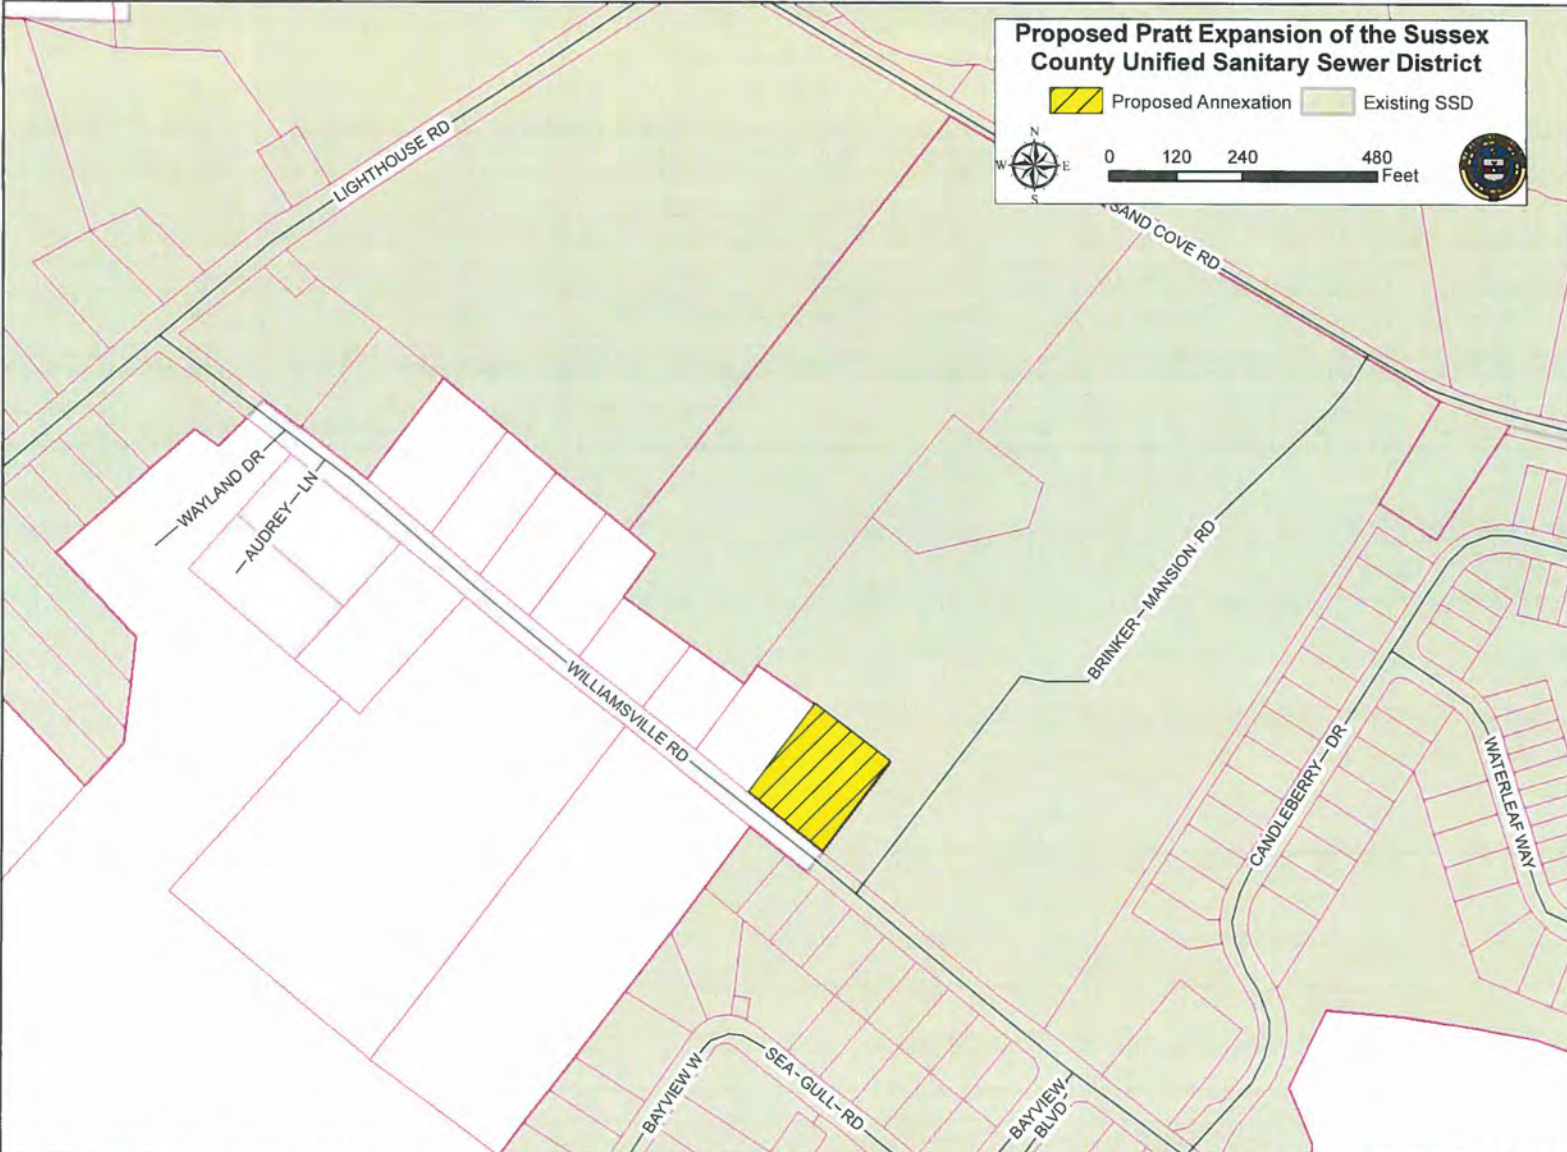 Proposed Pratt Expansion of the Sussex
County Unified Sanitary Sewer District
Proposed Annexation
Existing SSD
N
W
E
S
0 120 240 480
Feet
LIGHTHOUSE RD
SAND COVE RD
WAYLAND DR
AUDREY LN
WILLIAMSVILLE RD
BRINKER MANSION RD
CANDLEBERRY DR
WATERLEAF WAY
BAYVIEW W
SEA GULL RD
BAYVIEW
BLVD